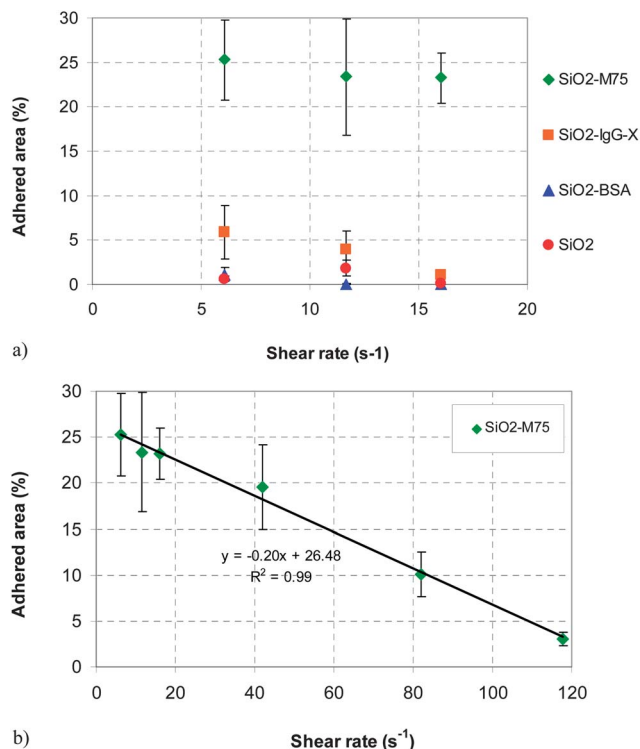 30
25
20
15
10
5
0
Adhered area (%)
0 5 10 15 20
Shear rate (s-1)
SiO2-M75
SiO2-IgG-X
SiO2-BSA
SiO2
a)
30
25
20
15
10
5
0
Adhered area (%)
SiO2-M75
y = -0.20x + 26.48
R² = 0.99
0 20 40 60 80 100 120
Shear rate (s⁻¹)
b)